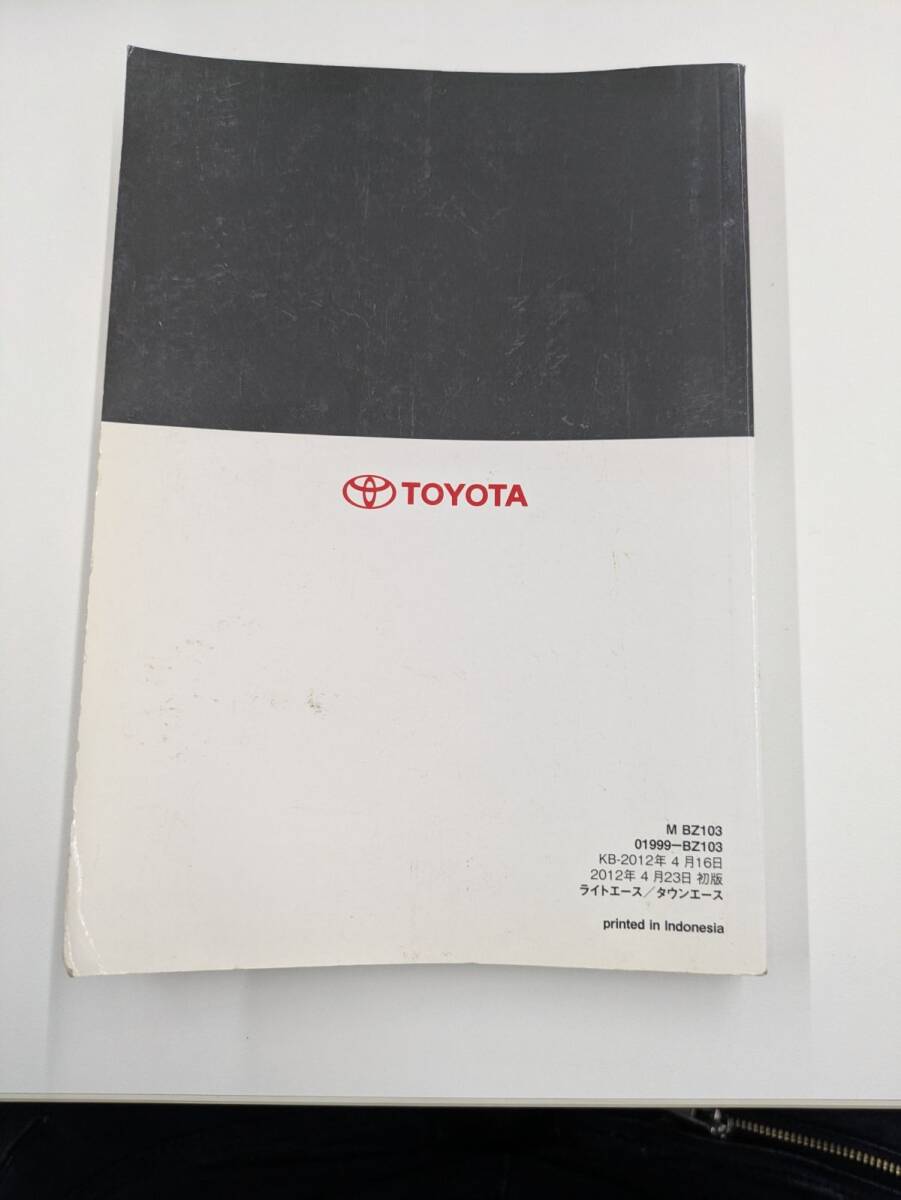 TOYOTA
M BZ103
01999-BZ103
KB-2012年 4 月16日
2012年 4 月23日 初版
ライトエース/タウンエース
printed in Indonesia